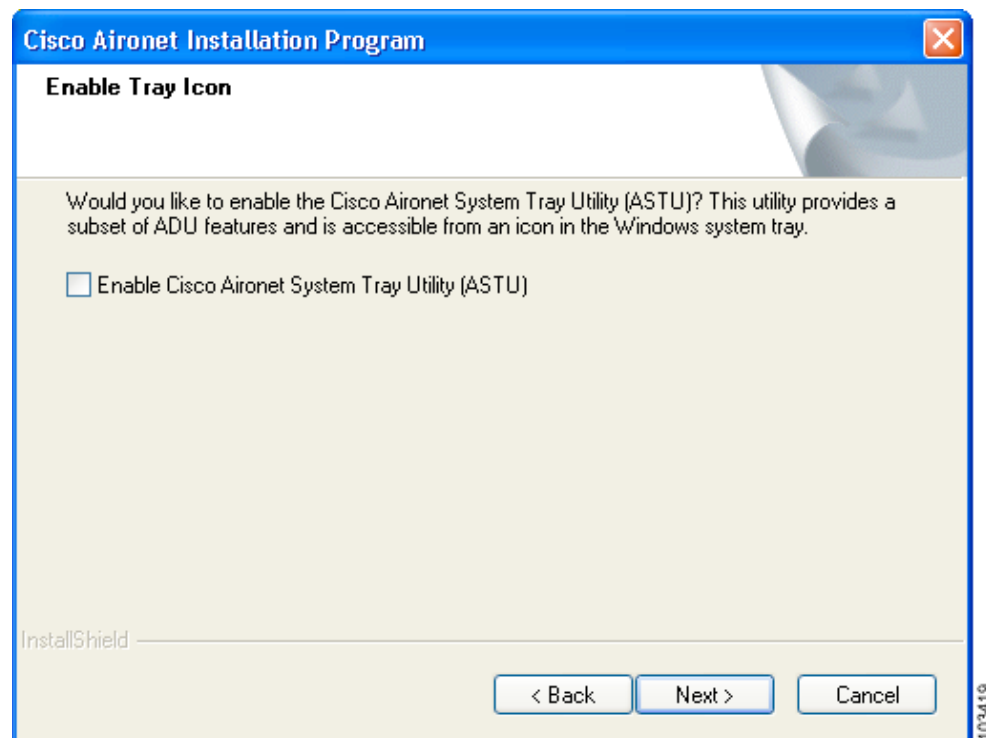 Cisco Aironet Installation Program
Enable Tray Icon
Would you like to enable the Cisco Aironet System Tray Utility (ASTU)? This utility provides a
subset of ADU features and is accessible from an icon in the Windows system tray.
Enable Cisco Aironet System Tray Utility (ASTU)
InstallShield
< Back
Next >
Cancel
103419